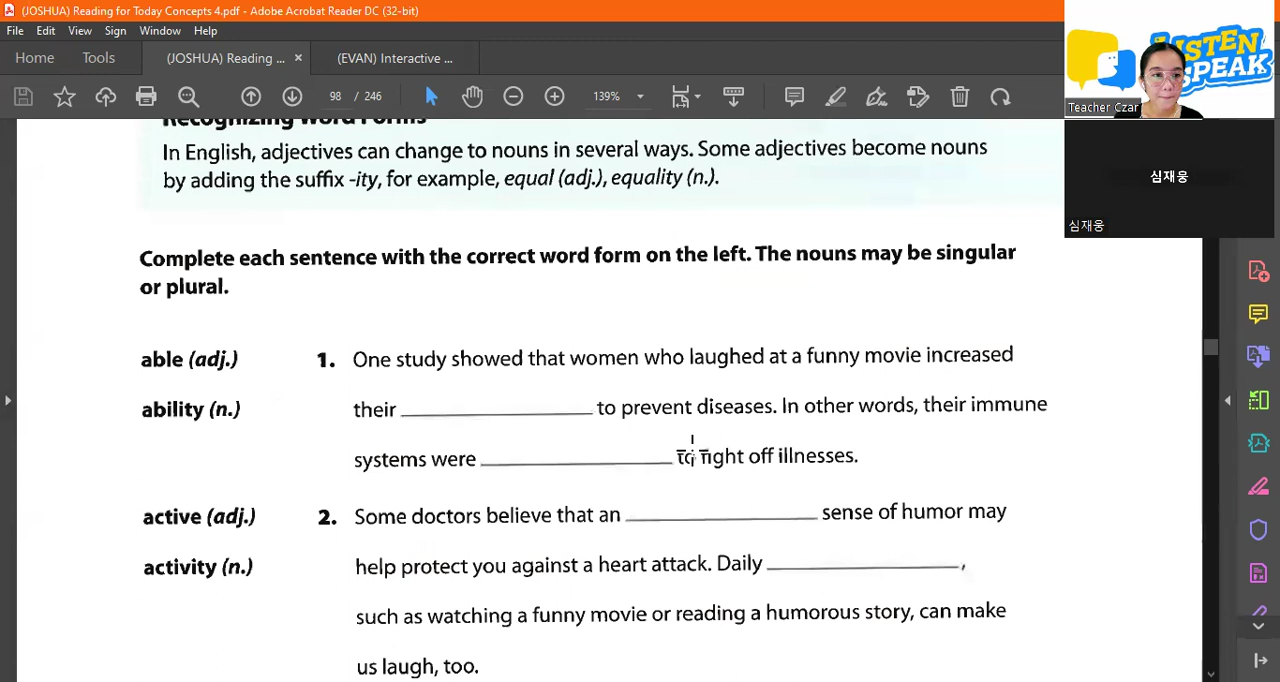 (JOSHUA) Reading for Today Concepts 4.pdf - Adobe Acrobat Reader DC (32-bit)
File Edit View Sign Window Help
Home Tools (JOSHUA) Reading ... × (EVAN) Interactive ...
98 / 246 139%
LISTEN
SPEAK
Teacher Czar
심재웅
심재웅
Recognizing Word Forms
In English, adjectives can change to nouns in several ways. Some adjectives become nouns
by adding the suffix -ity, for example, equal (adj.), equality (n.).
Complete each sentence with the correct word form on the left. The nouns may be singular
or plural.
able (adj.) 1. One study showed that women who laughed at a funny movie increased
ability (n.) their ____________ to prevent diseases. In other words, their immune
systems were ____________ to fight off illnesses.
active (adj.) 2. Some doctors believe that an ____________ sense of humor may
activity (n.) help protect you against a heart attack. Daily ____________,
such as watching a funny movie or reading a humorous story, can make
us laugh, too.